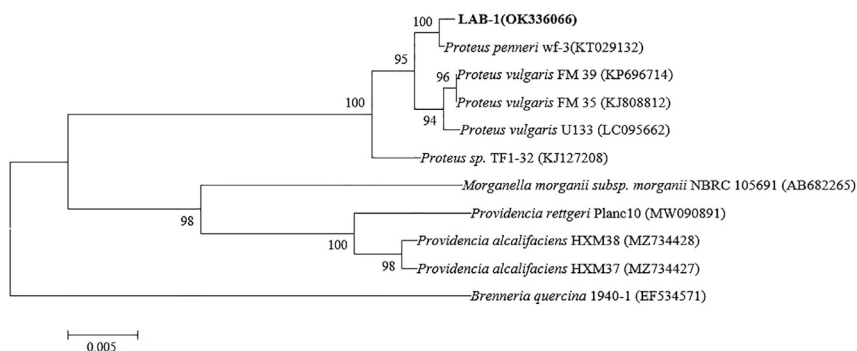 100 LAB-1(OK336066)
Proteus penneri wf-3(KT029132)
95
96 Proteus vulgaris FM 39 (KP696714)
100 Proteus vulgaris FM 35 (KJ808812)
94
Proteus vulgaris U133 (LC095662)
Proteus sp. TF1-32 (KJ127208)
Morganella morganii subsp. morganii NBRC 105691 (AB682265)
98 Providencia rettgeri Planc10 (MW090891)
100 Providencia alcalifaciens HXM38 (MZ734428)
98 Providencia alcalifaciens HXM37 (MZ734427)
Brenneria quercina 1940-1 (EF534571)
0.005